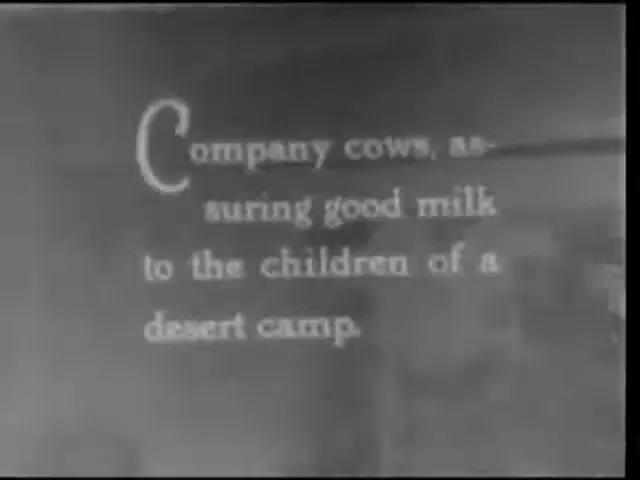 Company cows, as-
suring good milk
to the children of a
desert camp.